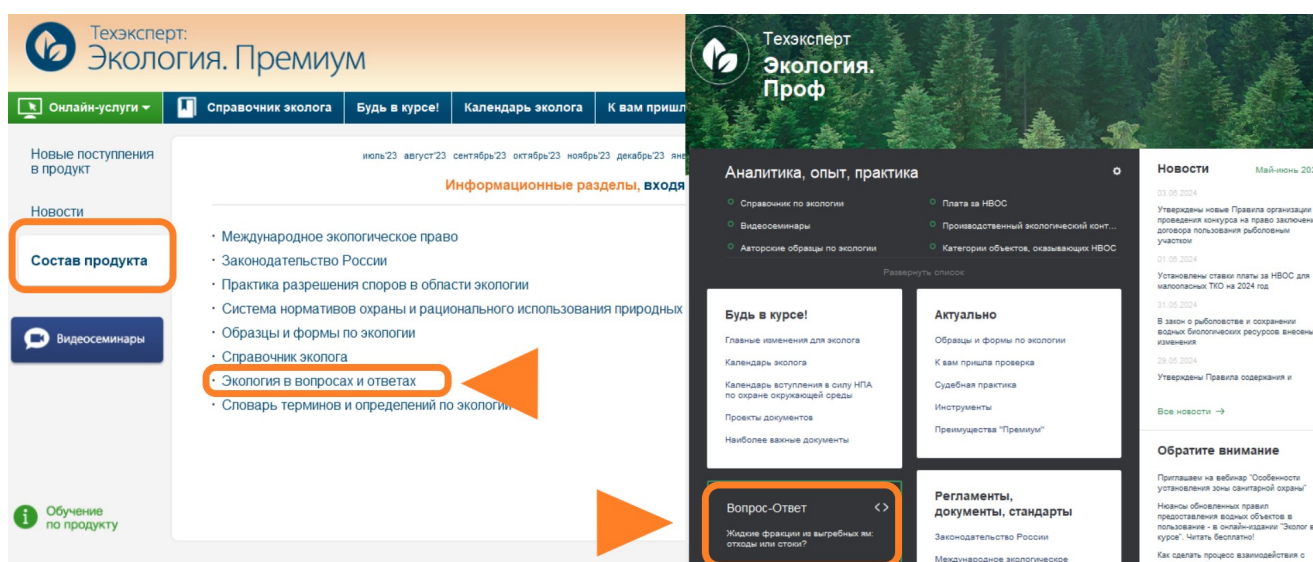 Техэксперт:
Экология. Премиум
Онлайн-услуги
Справочник эколога
Будь в курсе!
Календарь эколога
К вам пришл
Новые поступления
в продукт
Новости
Состав продукта
Видеосеминары
Обучение
по продукту
июль'23 август'23 сентябрь'23 октябрь'23 ноябрь'23 декабрь'23 янв
Информационные разделы, входя
· Международное экологическое право
· Законодательство России
· Практика разрешения споров в области экологии
· Система нормативов охраны и рационального использования природных
· Образцы и формы по экологии
· Справочник эколога
· Экология в вопросах и ответах
· Словарь терминов и определений по экологии
Техэксперт
Экология.
Проф
Аналитика, опыт, практика
Справочник по экологии
Видеосеминары
Авторские образцы по экологии
Плата за НВОС
Производственный экологический конт...
Категории объектов, оказывающих НВОС
Развернуть список
Будь в курсе!
Главные изменения для эколога
Календарь эколога
Календарь вступления в силу НПА
по охране окружающей среды
Проекты документов
Наиболее важные документы
Актуально
Образцы и формы по экологии
К вам пришла проверка
Судебная практика
Инструменты
Преимущества "Премиум"
Вопрос-Ответ
Жидкие фракции из выгребных ям:
отходы или стоки?
Регламенты,
документы, стандарты
Законодательство России
Международное экологическое
Новости
Май-июнь 202
03.06.2024
Утверждены новые Правила организации
проведения конкурса на право заключени
договора пользования рыболовным
участком
01.06.2024
Установлены ставки платы за НВОС для
малоопасных ТКО на 2024 год
31.05.2024
В закон о рыболовстве и сохранении
водных биологических ресурсов внесены
изменения
29.05.2024
Утверждены Правила содержания и
Все новости →
Обратите внимание
Приглашаем на вебинар "Особенности
установления зоны санитарной охраны"
Нюансы обновленных правил
предоставления водных объектов в
пользование - в онлайн-издании "Эколог в
курсе". Читать бесплатно!
Как сделать процесс взаимодействия с